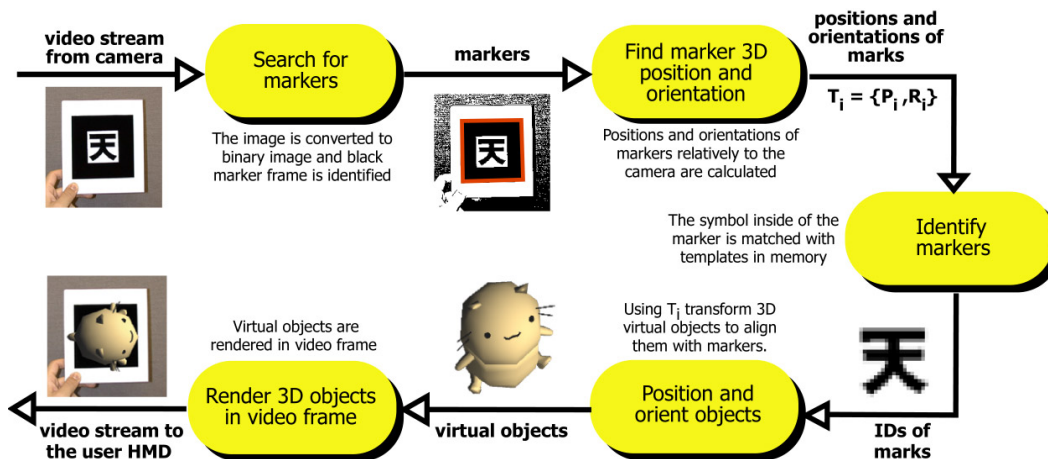 video stream
from camera
天
Search for
markers
The image is converted to
binary image and black
marker frame is identified
markers
天
Find marker 3D
position and
orientation
Positions and orientations of
markers relatively to the
camera are calculated
positions and
orientations of
marks
Ti = {Pi ,Ri}
Identify
markers
The symbol inside of the
marker is matched with
templates in memory
天
IDs of
marks
Using Ti transform 3D
virtual objects to align
them with markers.
Position and
orient objects
virtual objects
Virtual objects are
rendered in video frame
Render 3D objects
in video frame
video stream to
the user HMD